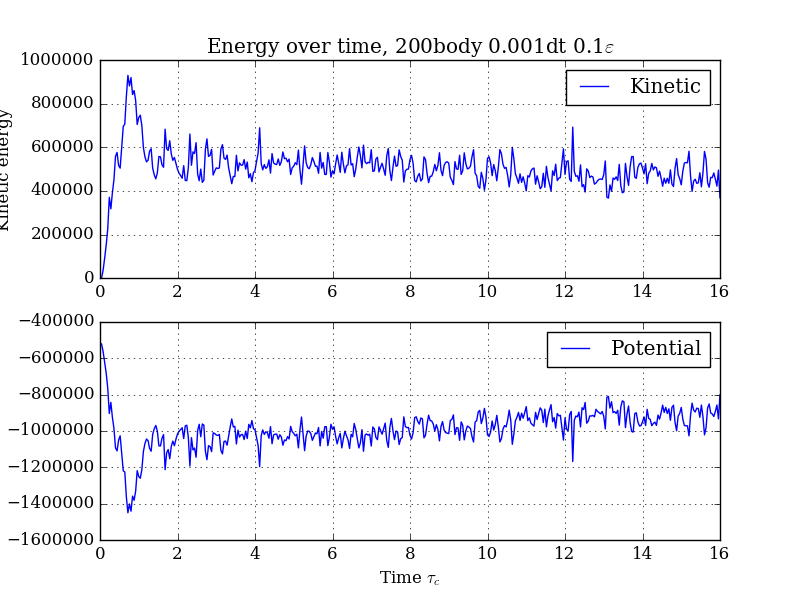 Energy over time, 200body 0.001dt 0.1ε
Kinetic energy
1000000
800000
600000
400000
200000
0
Kinetic
0 2 4 6 8 10 12 14 16
−400000
−600000
−800000
−1000000
−1200000
−1400000
−1600000
Potential
0 2 4 6 8 10 12 14 16
Time τc